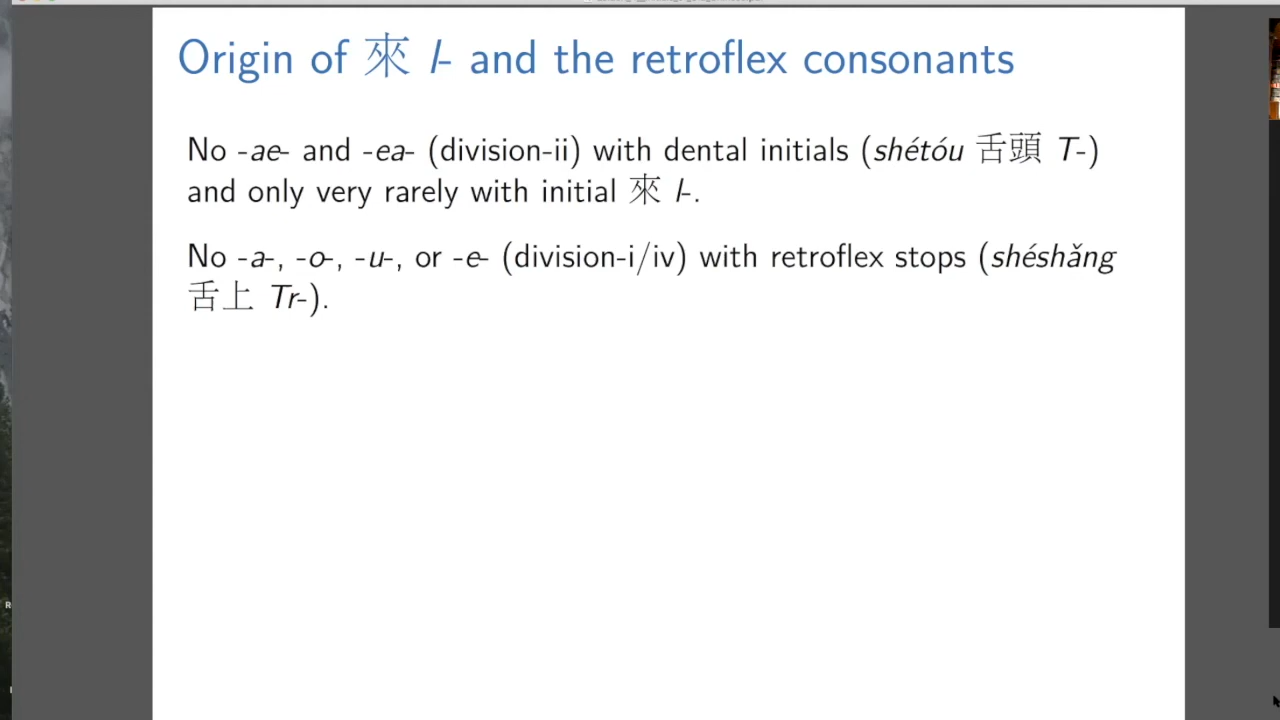 Origin of 來 l- and the retroflex consonants
No -ae- and -ea- (division-ii) with dental initials (shétóu 舌頭 T-)
and only very rarely with initial 來 l-.
No -a-, -o-, -u-, or -e- (division-i/iv) with retroflex stops (shéshǎng
舌上 Tr-).